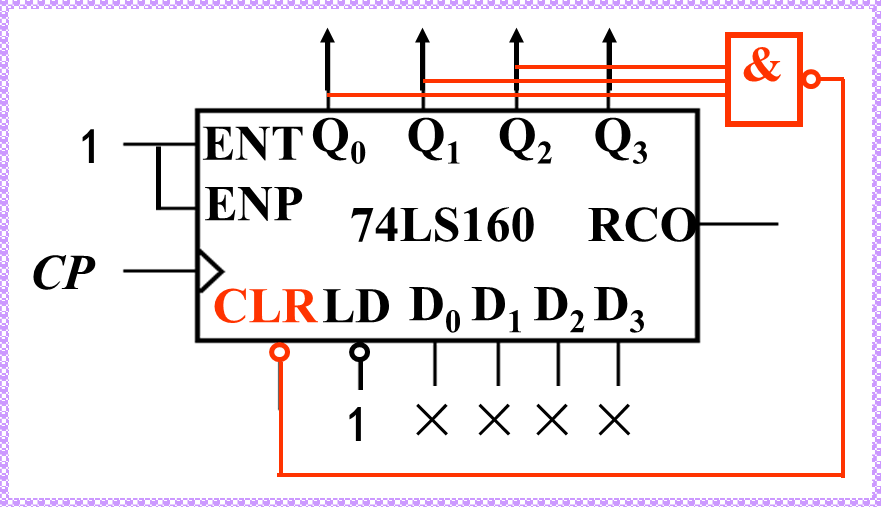 &
1 ENT Q0 Q1 Q2 Q3
ENP
74LS160 RCO
CP
CLR LD D0 D1 D2 D3
1 × × × ×